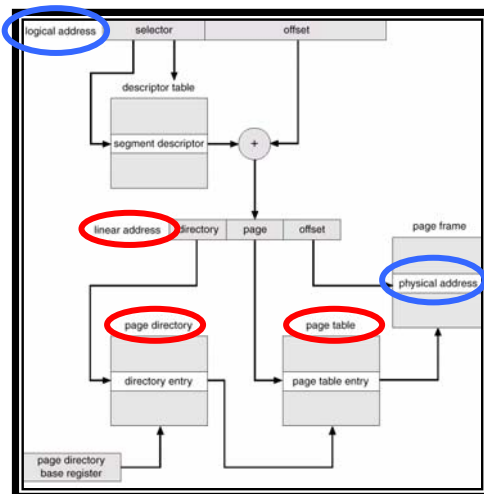 logical address selector offset
descriptor table
segment descriptor +
linear address directory page offset
page frame
physical address
page directory page table
directory entry page table entry
page directory
base register